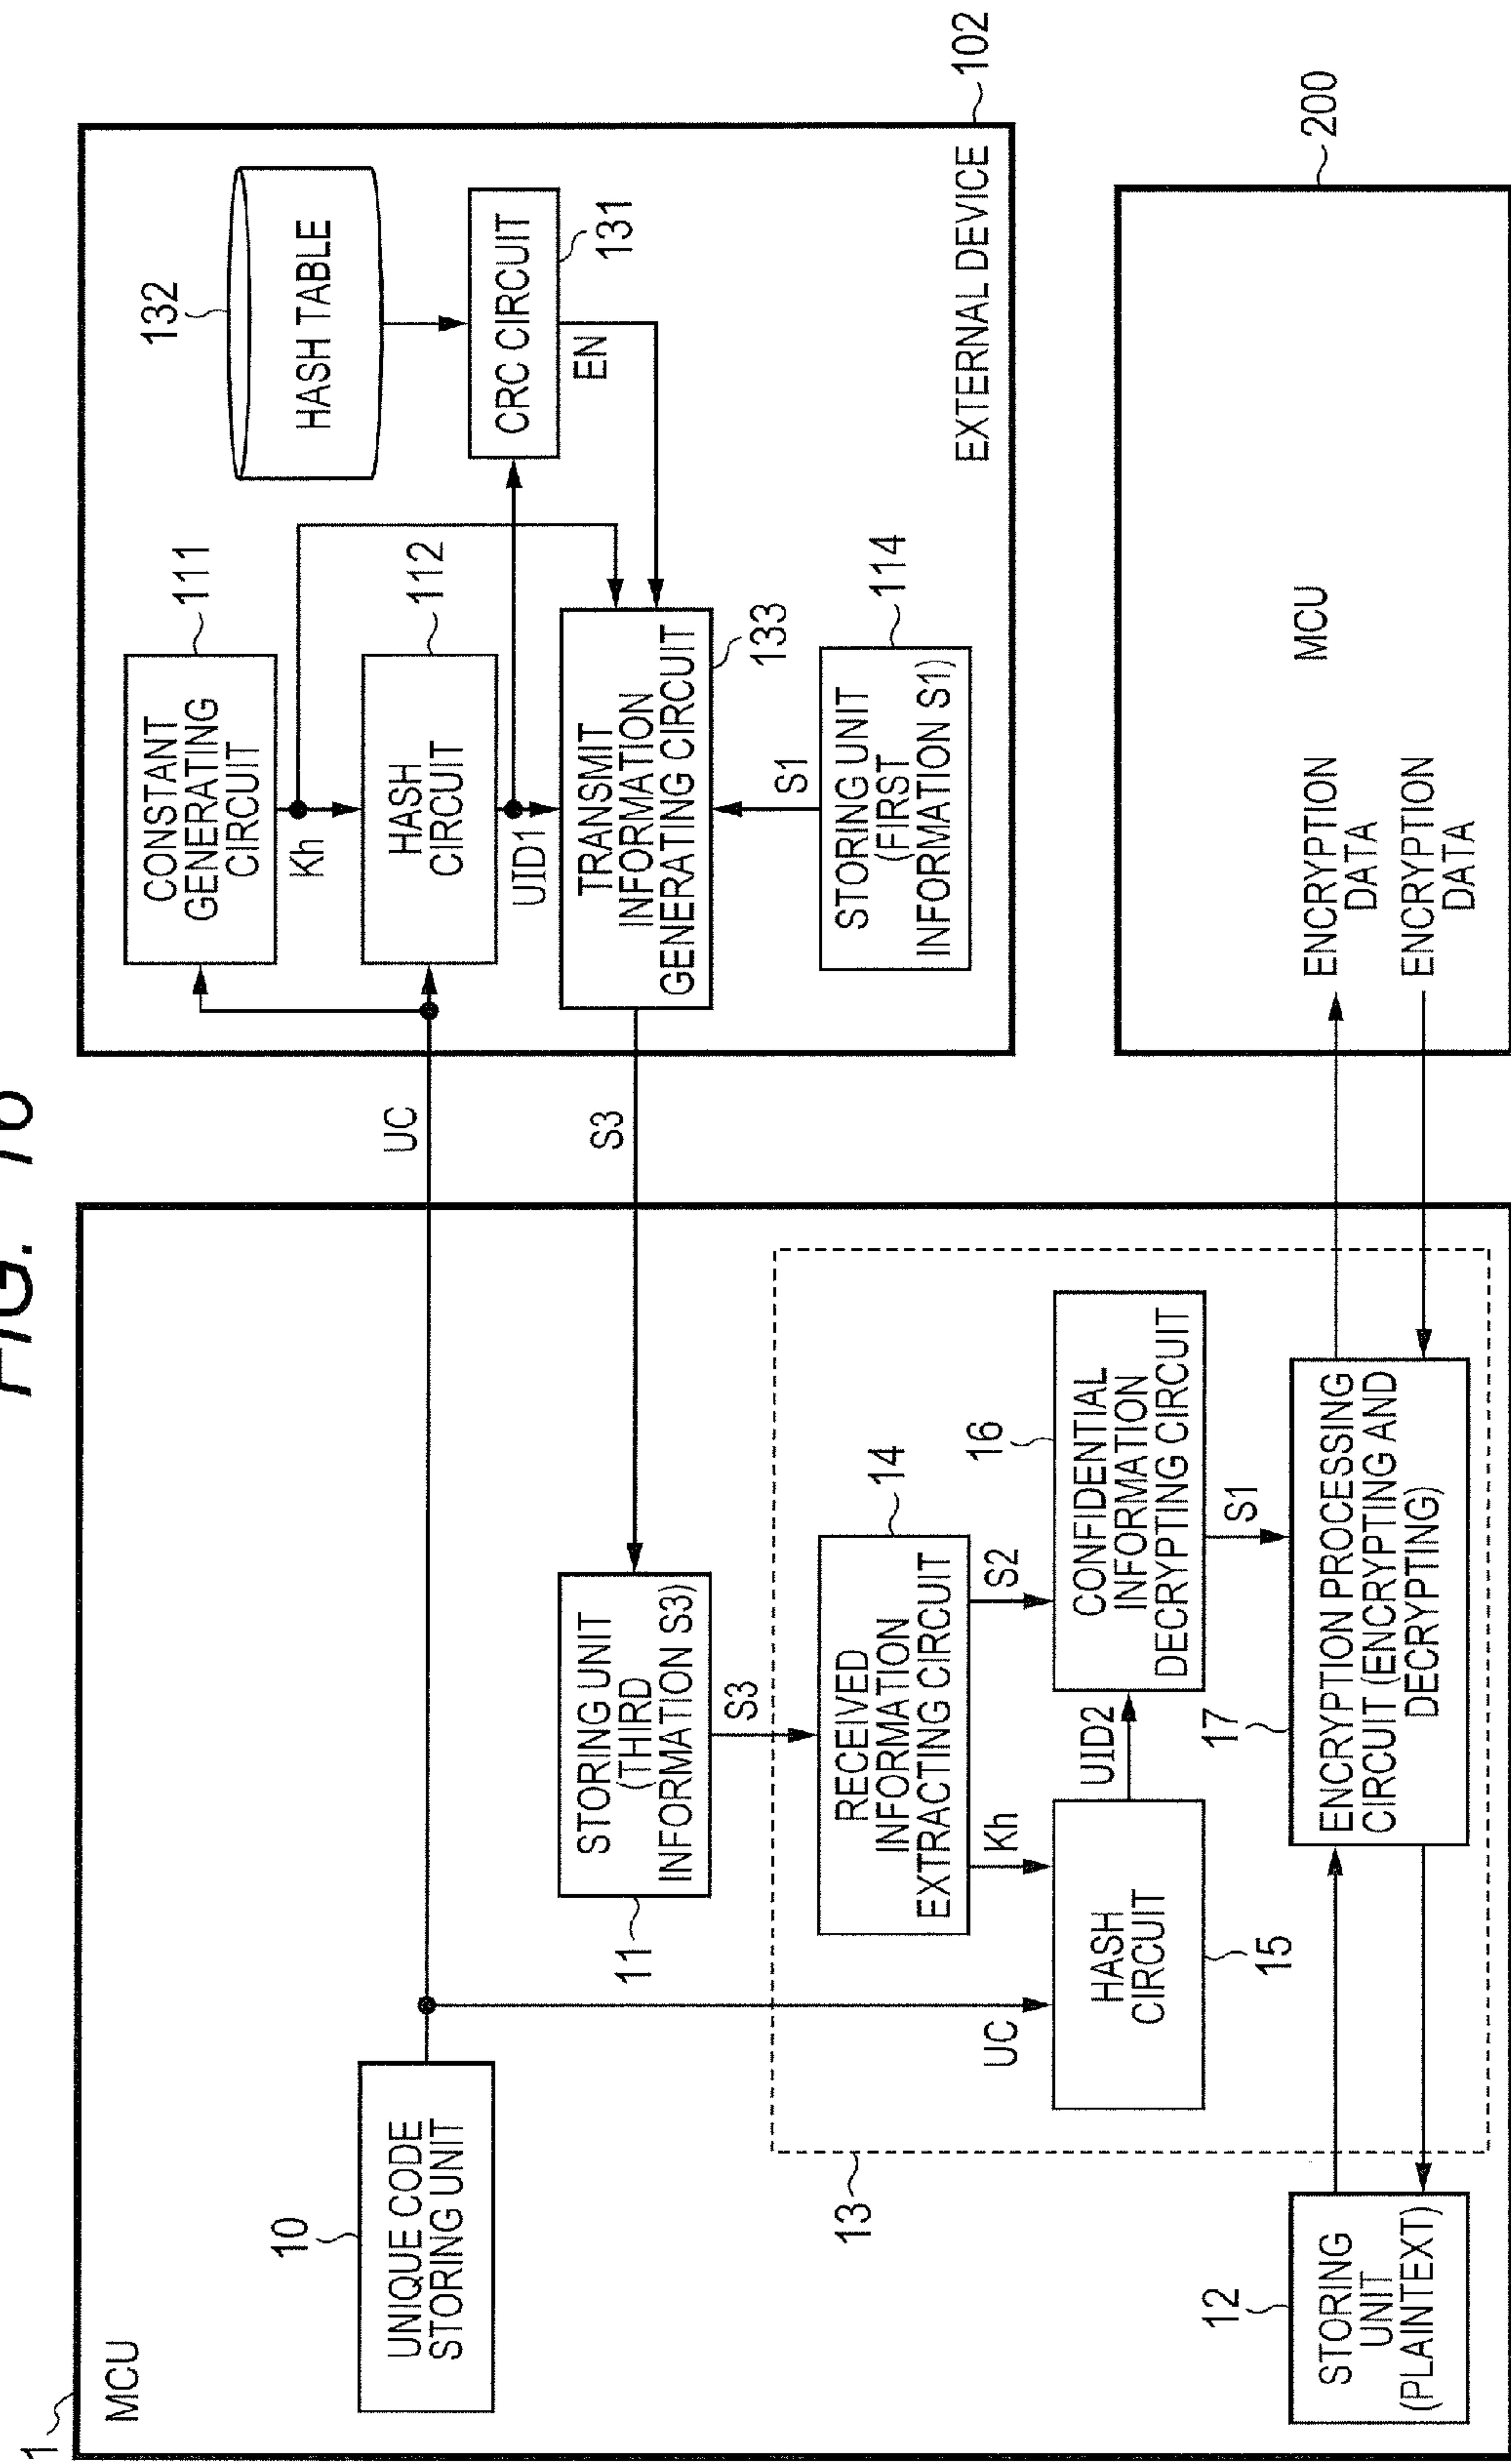 FIG. 16
1
MCU
10
UNIQUE CODE
STORING UNIT
UC
11
STORING UNIT
(THIRD
INFORMATION S3)
S3
S3
13
14
RECEIVED
INFORMATION
EXTRACTING CIRCUIT
Kh
S2
UC
HASH
CIRCUIT
15
UID2
16
CONFIDENTIAL
INFORMATION
DECRYPTING CIRCUIT
S1
12
STORING
UNIT
(PLAINTEXT)
17
ENCRYPTION PROCESSING
CIRCUIT (ENCRYPTING AND
DECRYPTING)
102
EXTERNAL DEVICE
111
CONSTANT
GENERATING
CIRCUIT
Kh
112
HASH
CIRCUIT
UID1
132
HASH TABLE
CRC CIRCUIT
131
EN
TRANSMIT
INFORMATION
GENERATING CIRCUIT
133
S1
114
STORING UNIT
(FIRST
INFORMATION S1)
200
MCU
ENCRYPTION
DATA
ENCRYPTION
DATA